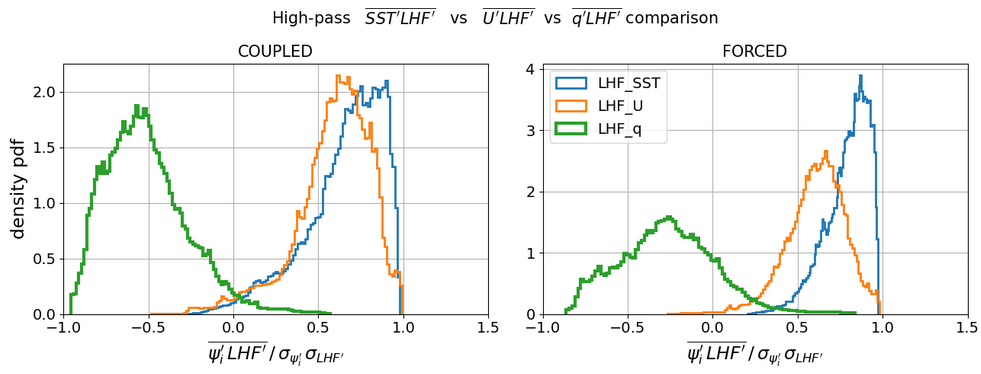 High-pass $\overline{SST'LHF'}$ vs $\overline{U'LHF'}$ vs $\overline{q'LHF'}$ comparison
COUPLED
density pdf
2.0
1.5
1.0
0.5
0.0
−1.0 −0.5 0.0 0.5 1.0 1.5
$\overline{\psi_i' LHF'} / \sigma_{\psi_i'} \sigma_{LHF'}$
FORCED
LHF_SST
LHF_U
LHF_q
4
3
2
1
0
−1.0 −0.5 0.0 0.5 1.0 1.5
$\overline{\psi_i' LHF'} / \sigma_{\psi_i'} \sigma_{LHF'}$